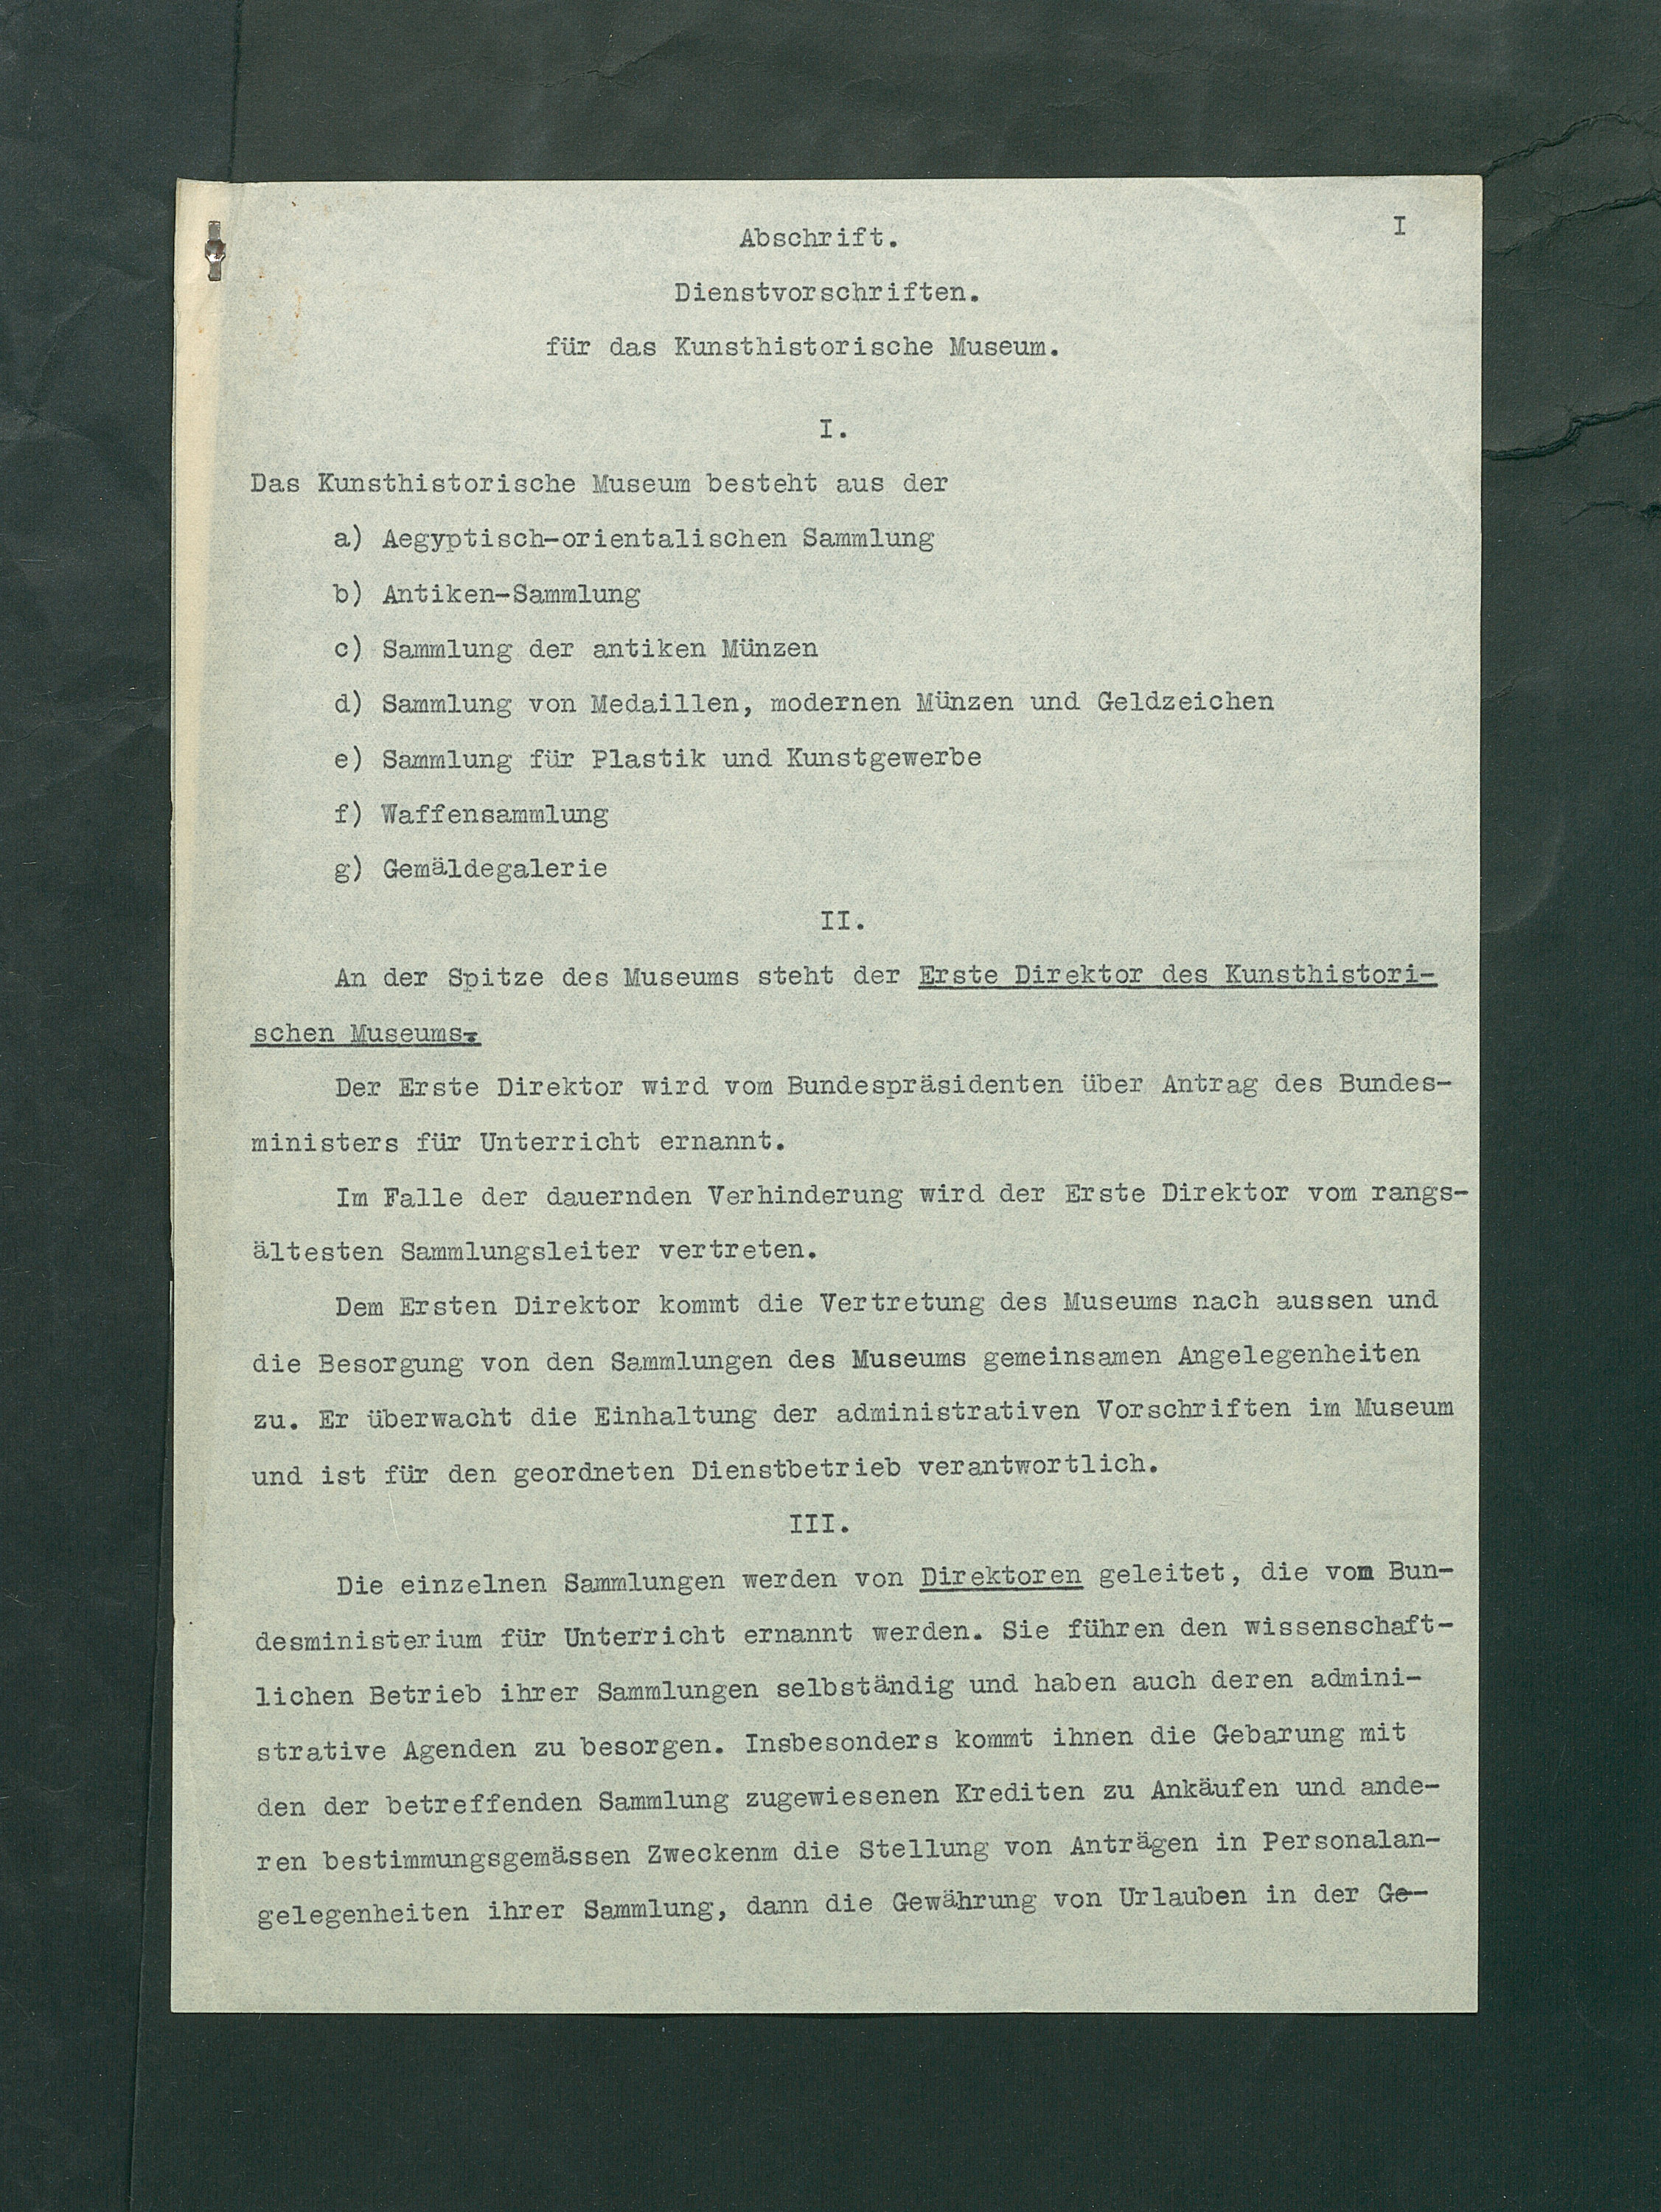 I
Abschrift.
Dienstvorschriften.
für das Kunsthistorische Museum.
I.
Das Kunsthistorische Museum besteht aus der
a) Aegyptisch-orientalischen Sammlung
b) Antiken-Sammlung
c) Sammlung der antiken Münzen
d) Sammlung von Medaillen, modernen Münzen und Geldzeichen
e) Sammlung für Plastik und Kunstgewerbe
f) Waffensammlung
g) Gemäldegalerie
II.
An der Spitze des Museums steht der Erste Direktor des Kunsthistori-
schen Museums.
Der Erste Direktor wird vom Bundespräsidenten über Antrag des Bundes-
ministers für Unterricht ernannt.
Im Falle der dauernden Verhinderung wird der Erste Direktor vom rangs-
ältesten Sammlungsleiter vertreten.
Dem Ersten Direktor kommt die Vertretung des Museums nach aussen und
die Besorgung von den Sammlungen des Museums gemeinsamen Angelegenheiten
zu. Er überwacht die Einhaltung der administrativen Vorschriften im Museum
und ist für den geordneten Dienstbetrieb verantwortlich.
III.
Die einzelnen Sammlungen werden von Direktoren geleitet, die vom Bun-
desministerium für Unterricht ernannt werden. Sie führen den wissenschaft-
lichen Betrieb ihrer Sammlungen selbständig und haben auch deren admini-
strative Agenden zu besorgen. Insbesonders kommt ihnen die Gebarung mit
den der betreffenden Sammlung zugewiesenen Krediten zu Ankäufen und ande-
ren bestimmungsgemässen Zweckenm die Stellung von Anträgen in Personalan-
gelegenheiten ihrer Sammlung, dann die Gewährung von Urlauben in der Ge-